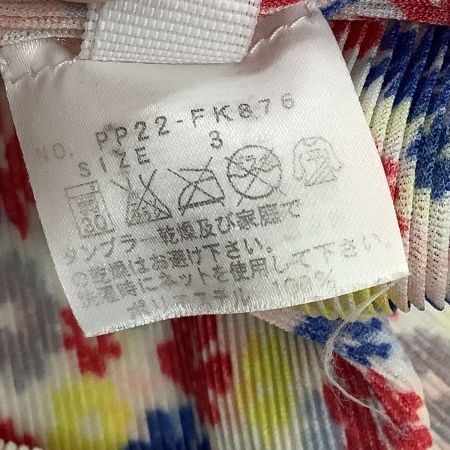 NO. PP22-FK876
SIZE 3
タンブラー乾燥及び家庭で
の乾燥はお避け下さい。
洗濯時にネットを使用して下さい。
ポリエステル 100%